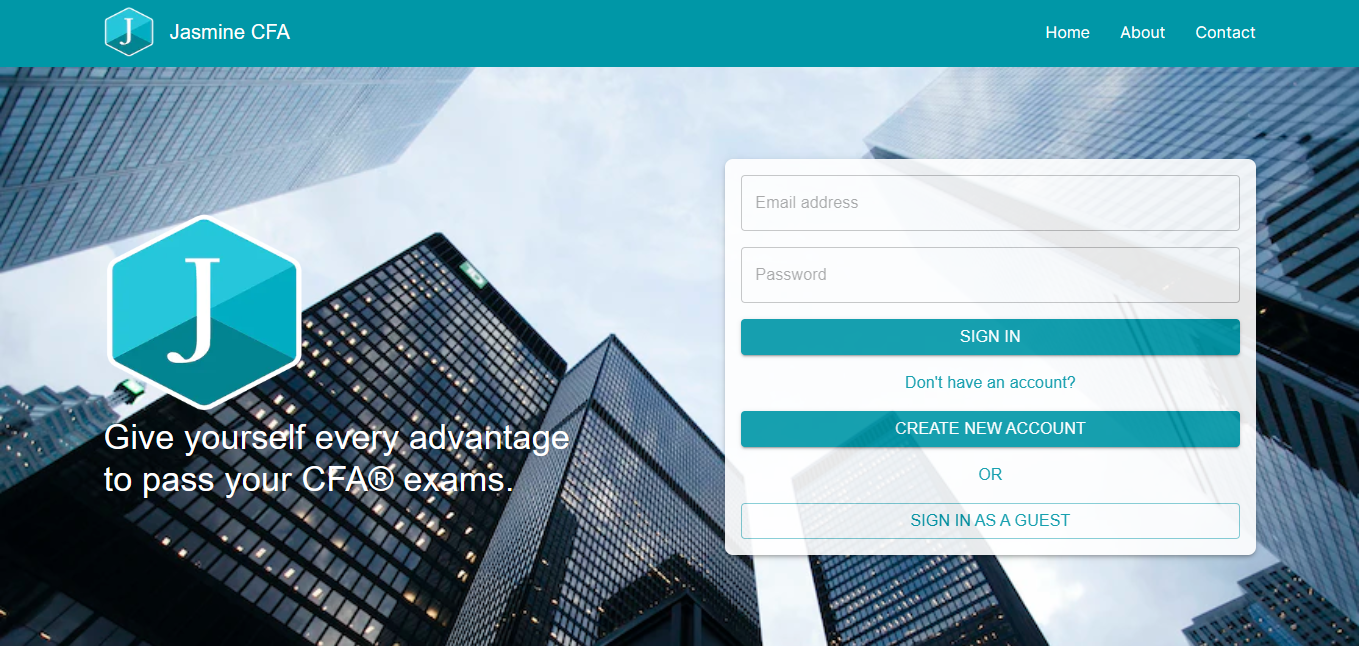 J
Jasmine CFA
Home
About
Contact
J
Give yourself every advantage
to pass your CFA® exams.
Email address
Password
SIGN IN
Don't have an account?
CREATE NEW ACCOUNT
OR
SIGN IN AS A GUEST